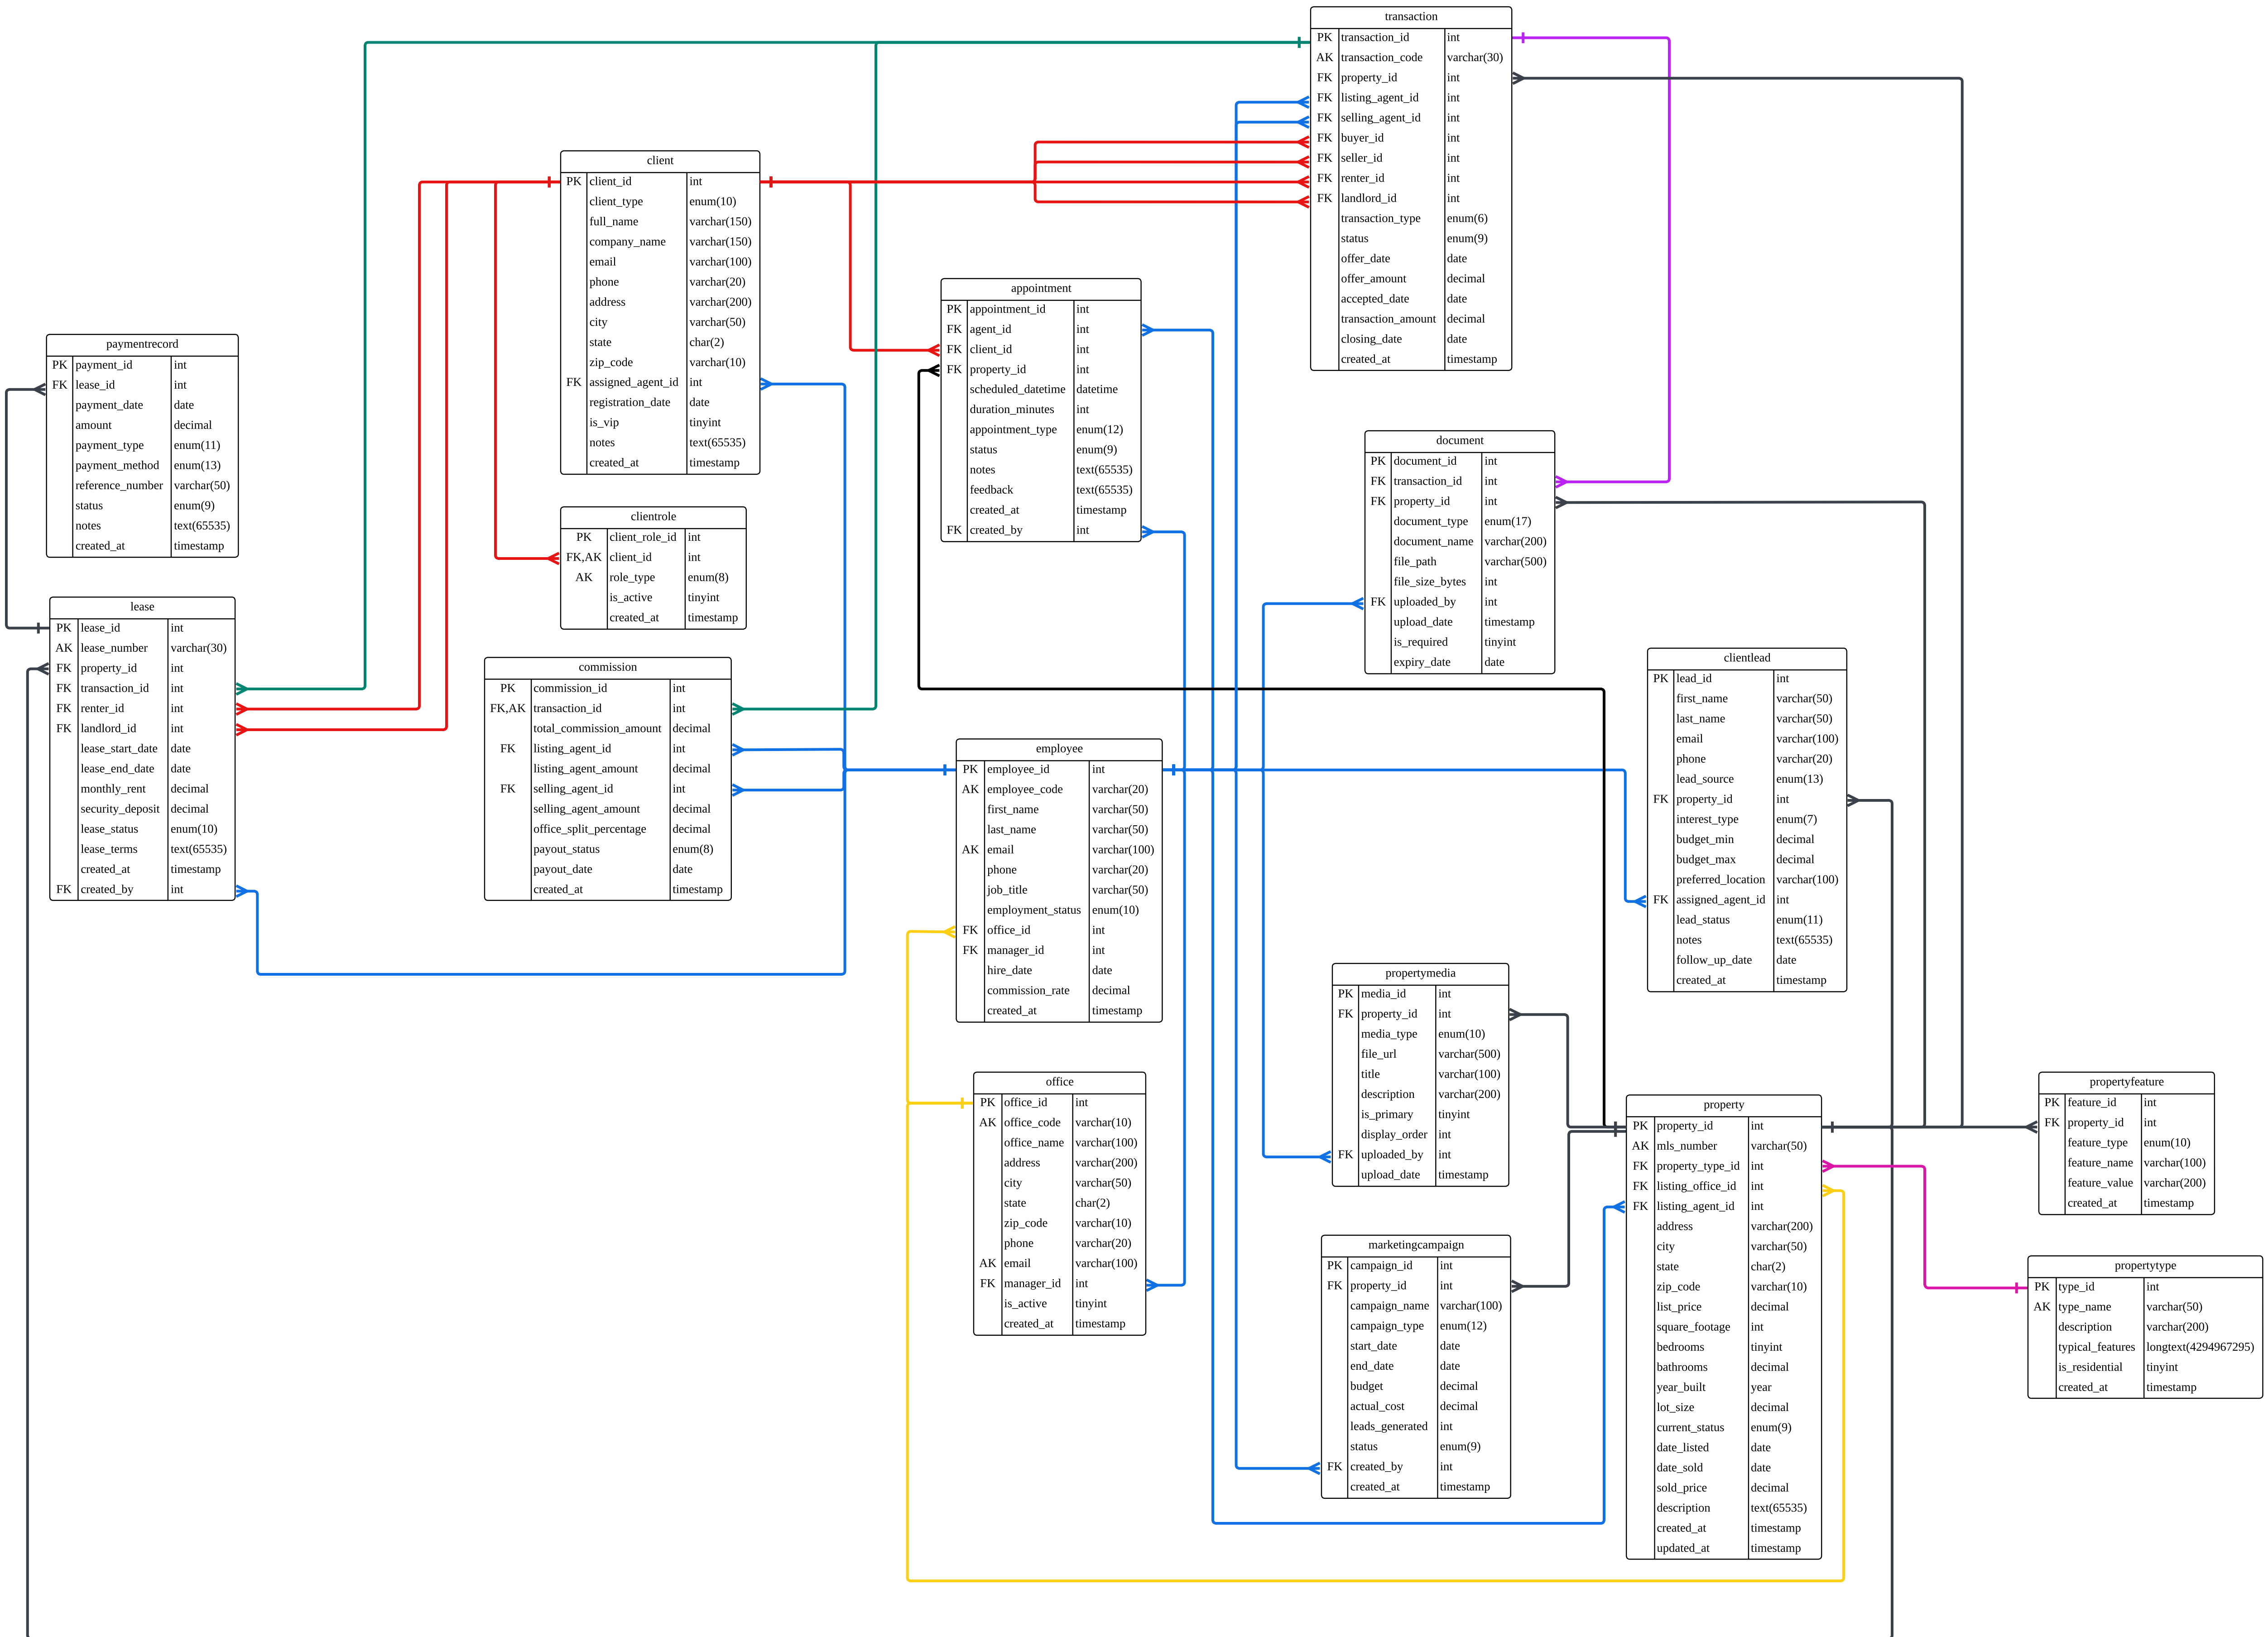 transaction
PK transaction_id int
AK transaction_code varchar(30)
FK property_id int
FK listing_agent_id int
FK selling_agent_id int
FK buyer_id int
FK seller_id int
FK renter_id int
FK landlord_id int
transaction_type enum(6)
status enum(9)
offer_date date
offer_amount decimal
accepted_date date
transaction_amount decimal
closing_date date
created_at timestamp
client
PK client_id int
client_type enum(10)
full_name varchar(150)
company_name varchar(150)
email varchar(100)
phone varchar(20)
address varchar(200)
city varchar(50)
state char(2)
zip_code varchar(10)
FK assigned_agent_id int
registration_date date
is_vip tinyint
notes text(65535)
created_at timestamp
appointment
PK appointment_id int
FK agent_id int
FK client_id int
FK property_id int
scheduled_datetime datetime
duration_minutes int
appointment_type enum(12)
status enum(9)
notes text(65535)
feedback text(65535)
created_at timestamp
FK created_by int
paymentrecord
PK payment_id int
FK lease_id int
payment_date date
amount decimal
payment_type enum(11)
payment_method enum(13)
reference_number varchar(50)
status enum(9)
notes text(65535)
created_at timestamp
document
PK document_id int
FK transaction_id int
FK property_id int
document_type enum(17)
document_name varchar(200)
file_path varchar(500)
file_size_bytes int
FK uploaded_by int
upload_date timestamp
is_required tinyint
expiry_date date
clientrole
PK client_role_id int
FK,AK client_id int
AK role_type enum(8)
is_active tinyint
created_at timestamp
lease
PK lease_id int
AK lease_number varchar(30)
FK property_id int
FK transaction_id int
FK renter_id int
FK landlord_id int
lease_start_date date
lease_end_date date
monthly_rent decimal
security_deposit decimal
lease_status enum(10)
lease_terms text(65535)
created_at timestamp
FK created_by int
commission
PK commission_id int
FK,AK transaction_id int
total_commission_amount decimal
FK listing_agent_id int
listing_agent_amount decimal
FK selling_agent_id int
selling_agent_amount decimal
office_split_percentage decimal
payout_status enum(8)
payout_date date
created_at timestamp
clientlead
PK lead_id int
first_name varchar(50)
last_name varchar(50)
email varchar(100)
phone varchar(20)
lead_source enum(13)
FK property_id int
interest_type enum(7)
budget_min decimal
budget_max decimal
preferred_location varchar(100)
FK assigned_agent_id int
lead_status enum(11)
notes text(65535)
follow_up_date date
created_at timestamp
employee
PK employee_id int
AK employee_code varchar(20)
first_name varchar(50)
last_name varchar(50)
AK email varchar(100)
phone varchar(20)
job_title varchar(50)
employment_status enum(10)
FK office_id int
FK manager_id int
hire_date date
commission_rate decimal
created_at timestamp
propertymedia
PK media_id int
FK property_id int
media_type enum(10)
file_url varchar(500)
title varchar(100)
description varchar(200)
is_primary tinyint
display_order int
FK uploaded_by int
upload_date timestamp
office
PK office_id int
AK office_code varchar(10)
office_name varchar(100)
address varchar(200)
city varchar(50)
state char(2)
zip_code varchar(10)
phone varchar(20)
AK email varchar(100)
FK manager_id int
is_active tinyint
created_at timestamp
property
PK property_id int
AK mls_number varchar(50)
FK property_type_id int
FK listing_office_id int
FK listing_agent_id int
address varchar(200)
city varchar(50)
state char(2)
zip_code varchar(10)
list_price decimal
square_footage int
bedrooms tinyint
bathrooms decimal
year_built year
lot_size decimal
current_status enum(9)
date_listed date
date_sold date
sold_price decimal
description text(65535)
created_at timestamp
updated_at timestamp
propertyfeature
PK feature_id int
FK property_id int
feature_type enum(10)
feature_name varchar(100)
feature_value varchar(200)
created_at timestamp
marketingcampaign
PK campaign_id int
FK property_id int
campaign_name varchar(100)
campaign_type enum(12)
start_date date
end_date date
budget decimal
actual_cost decimal
leads_generated int
status enum(9)
FK created_by int
created_at timestamp
propertytype
PK type_id int
AK type_name varchar(50)
description varchar(200)
typical_features longtext(4294967295)
is_residential tinyint
created_at timestamp